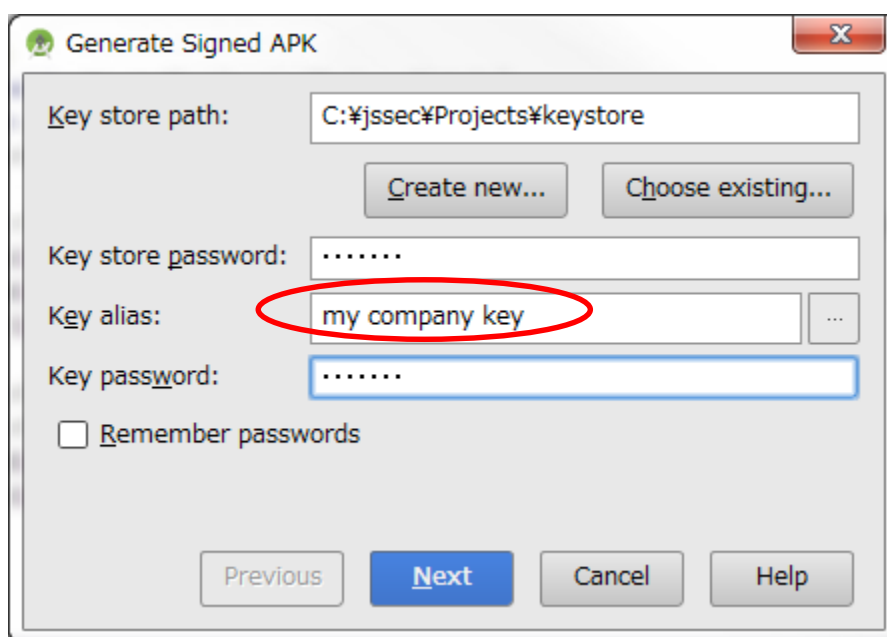 Generate Signed APK
Key store path: C:¥jssec¥Projects¥keystore
Create new... Choose existing...
Key store password: ·······
Key alias: my company key ...
Key password: ·······
Remember passwords
Previous Next Cancel Help